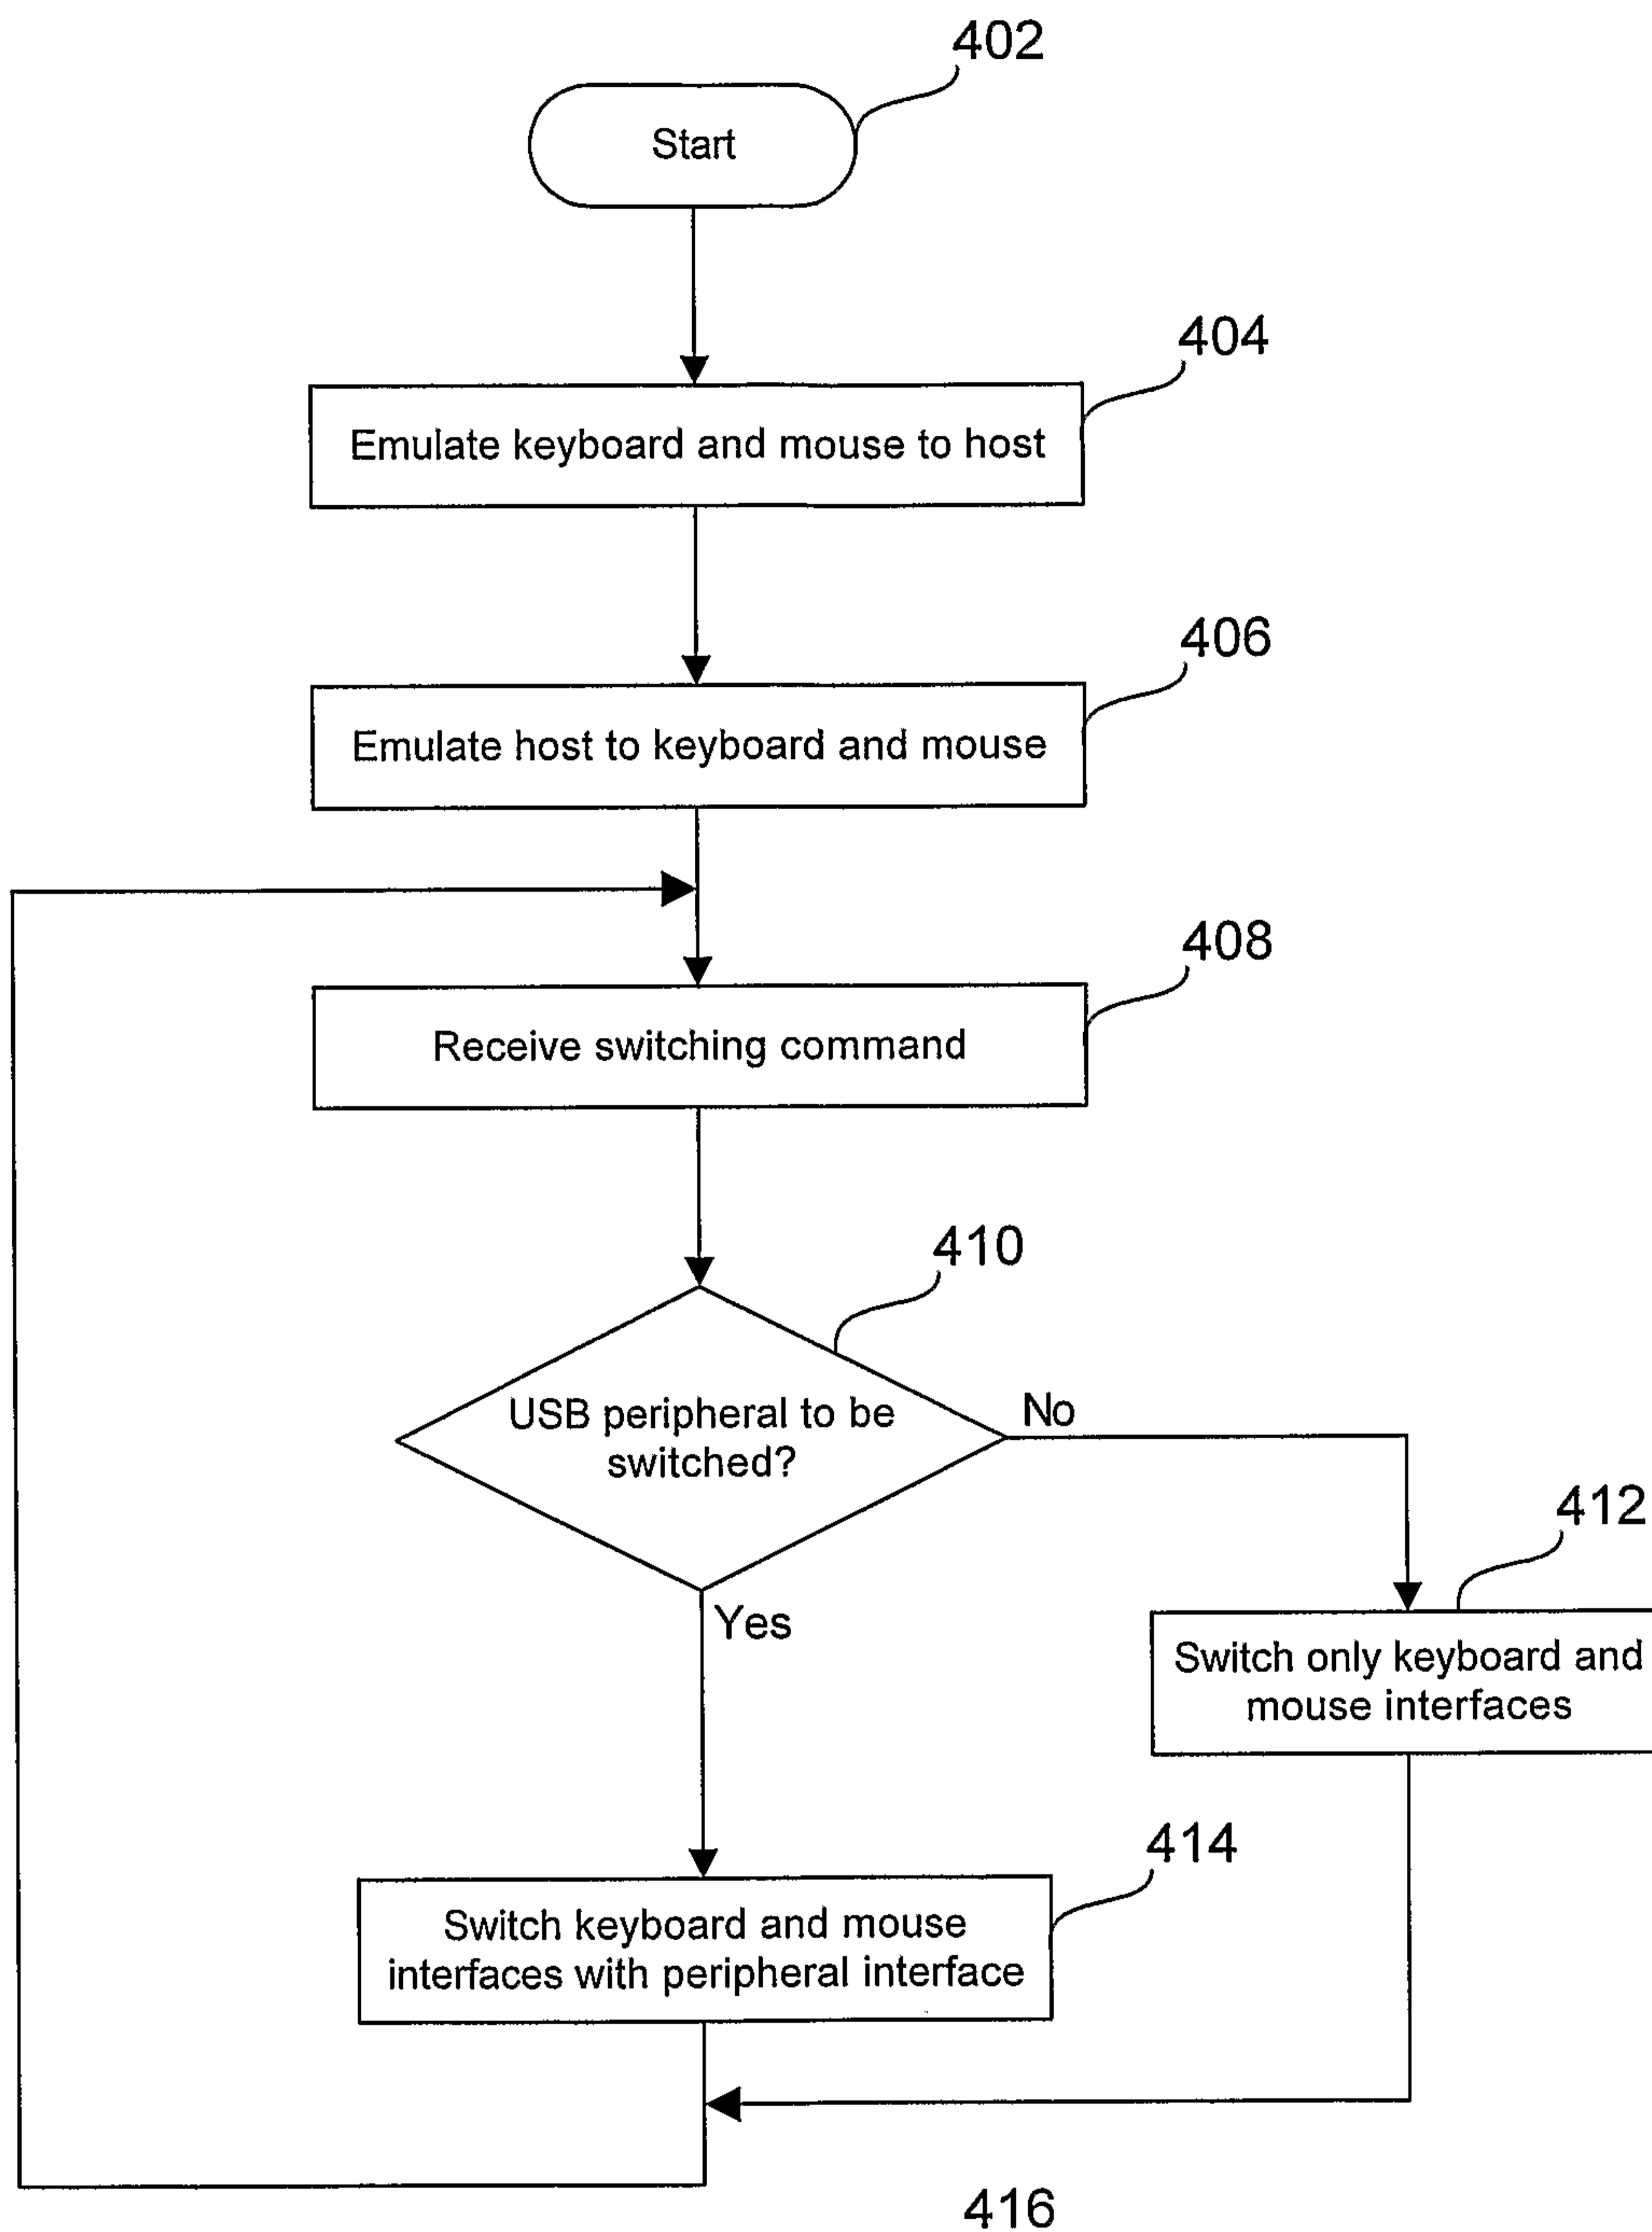 402
Start
404
Emulate keyboard and mouse to host
406
Emulate host to keyboard and mouse
408
Receive switching command
410
USB peripheral to be
switched?
No
412
Yes
Switch only keyboard and
mouse interfaces
414
Switch keyboard and mouse
interfaces with peripheral interface
416